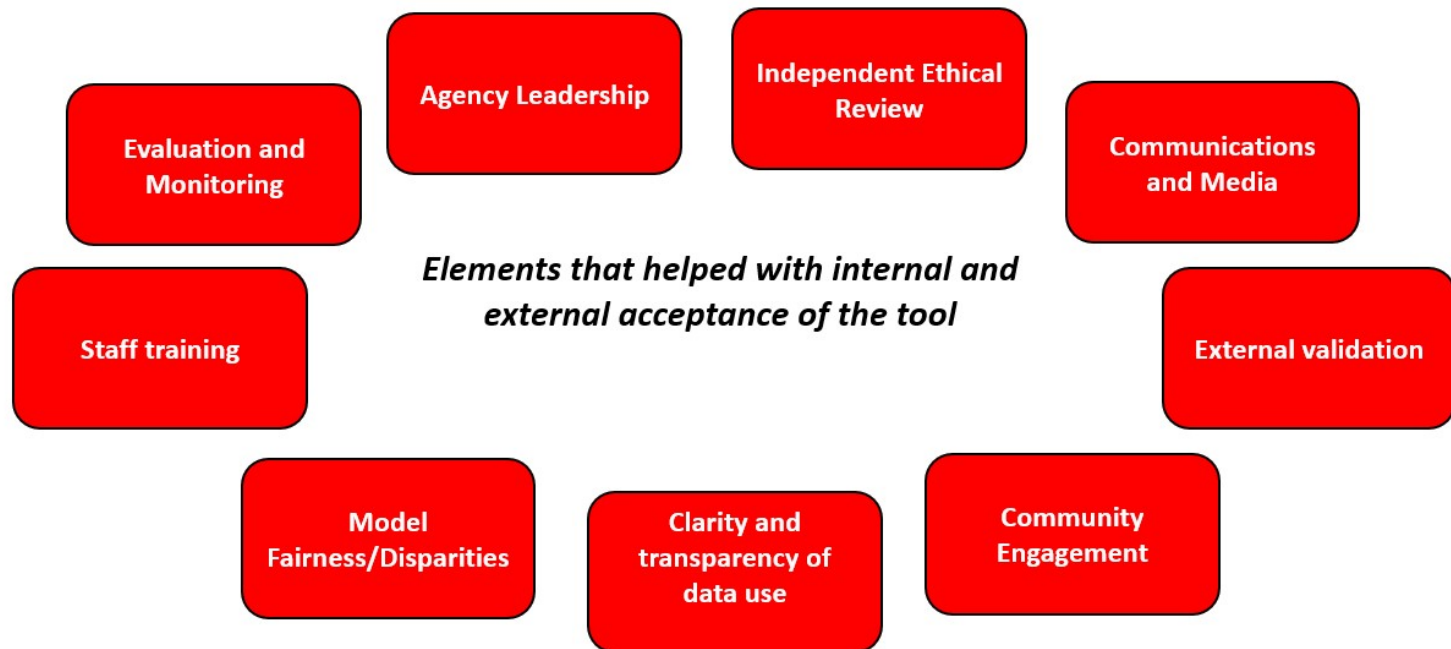 Agency Leadership
Independent Ethical
Review
Evaluation and
Monitoring
Communications
and Media
Elements that helped with internal and
external acceptance of the tool
Staff training
External validation
Model
Fairness/Disparities
Clarity and
transparency of
data use
Community
Engagement